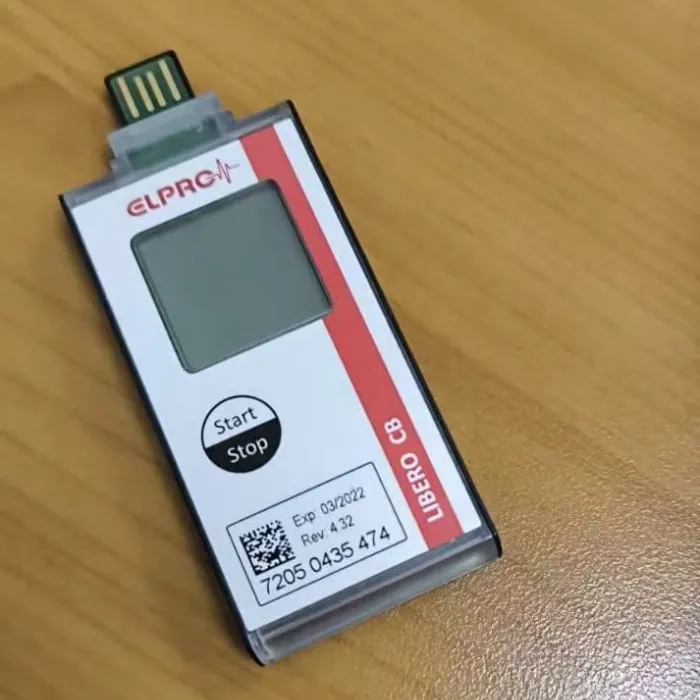 ELPRO
Start
Stop
LIBERO CB
Exp: 03/2022
Rev: 4.32
7205 0435 474